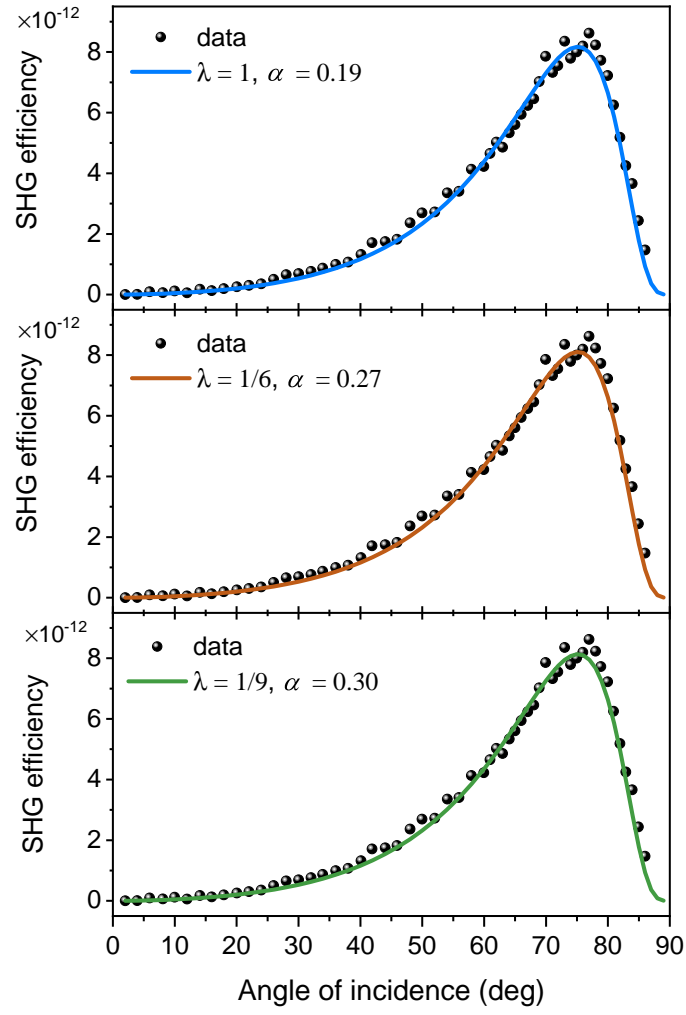 ×10⁻¹²
data
λ = 1, α = 0.19
8
6
4
2
0
SHG efficiency
×10⁻¹²
data
λ = 1/6, α = 0.27
8
6
4
2
0
SHG efficiency
×10⁻¹²
data
λ = 1/9, α = 0.30
8
6
4
2
0
SHG efficiency
0 10 20 30 40 50 60 70 80 90
Angle of incidence (deg)